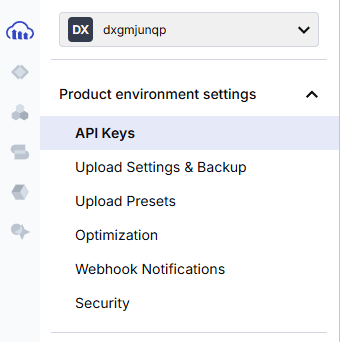 DX dxgmjunqp
Product environment settings
API Keys
Upload Settings & Backup
Upload Presets
Optimization
Webhook Notifications
Security